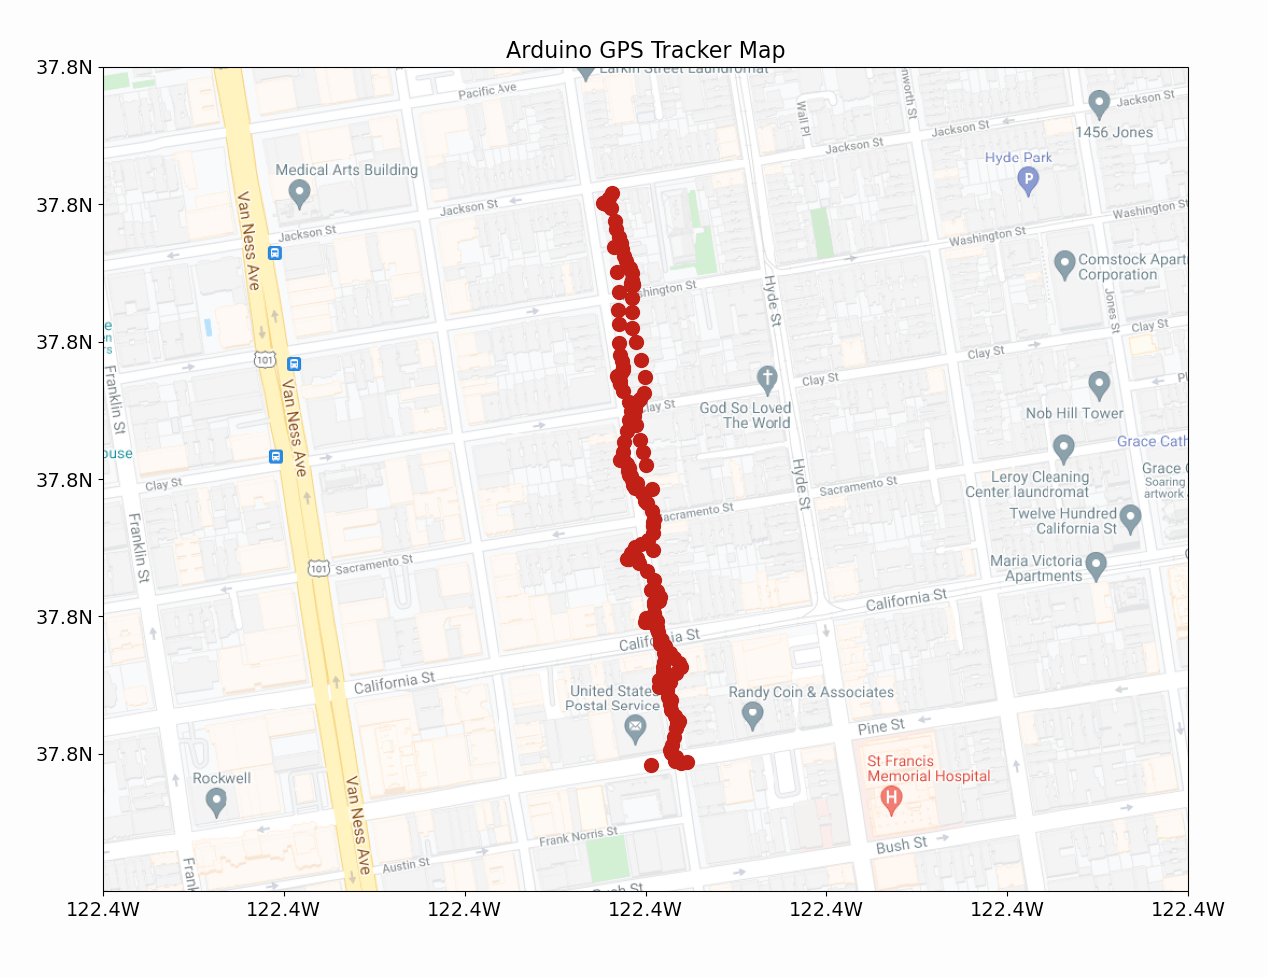 Arduino GPS Tracker Map
37.8N
37.8N
37.8N
37.8N
37.8N
37.8N
122.4W
122.4W
122.4W
122.4W
122.4W
122.4W
122.4W
Larkin Street Laundromat
Pacific Ave
Wall Pl
Jackson St
1456 Jones
Jackson St
Jackson St
Hyde Park
P
Medical Arts Building
Van Ness Ave
Jackson St
Jackson St
Washington St
Washington St
Comstock Apart
Corporation
Hyde St
Jones St
Clay St
Clay St
101
Franklin St
Van Ness Ave
Clay St
God So Loved
The World
Nob Hill Tower
Clay St
ouse
Clay St
Grace Cath
Leroy Cleaning
Center laundromat
Grace
Soaring
artwork
Hyde St
Sacramento St
Sacramento St
Twelve Hundred
California St
Franklin St
101
Sacramento St
Maria Victoria
Apartments
California St
California St
California St
United States
Postal Service
Randy Coin & Associates
Pine St
Rockwell
St Francis
Memorial Hospital
H
Van Ness Ave
Frank Norris St
Bush St
Austin St
Bush St